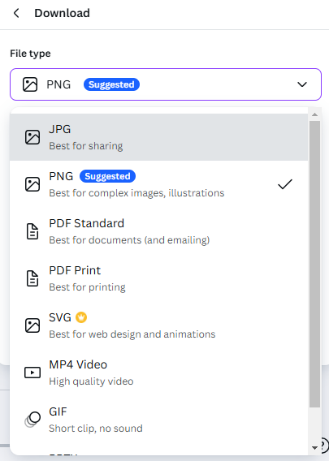 Download
File type
PNG Suggested
JPG
Best for sharing
PNG Suggested
Best for complex images, illustrations
PDF Standard
Best for documents (and emailing)
PDF Print
Best for printing
SVG
Best for web design and animations
MP4 Video
High quality video
GIF
Short clip, no sound